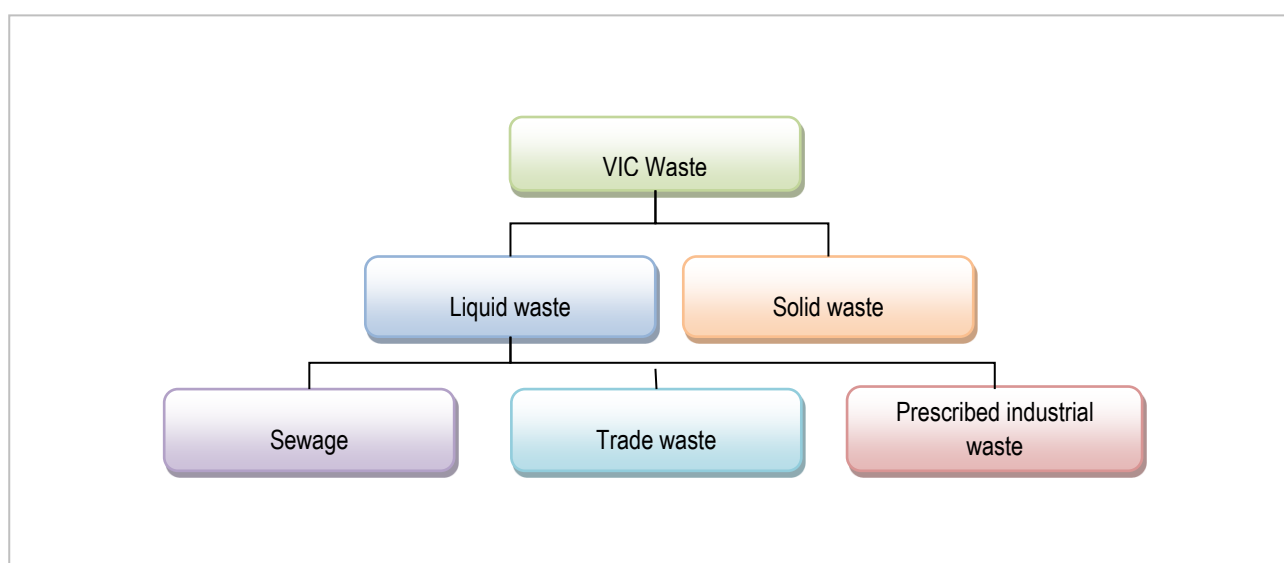 VIC Waste
Liquid waste
Solid waste
Sewage
Trade waste
Prescribed industrial
waste